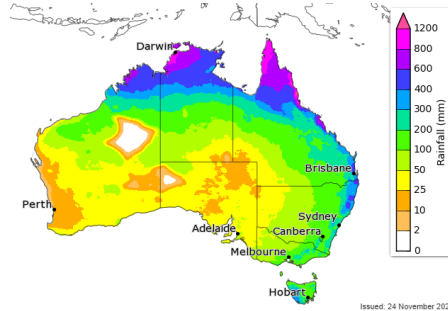 Darwin
Brisbane
Perth
Sydney
Adelaide
Canberra
Melbourne
Hobart
1200
800
600
400
300
200
100
50
25
10
2
0
Rainfall (mm)
Issued: 24 November 202